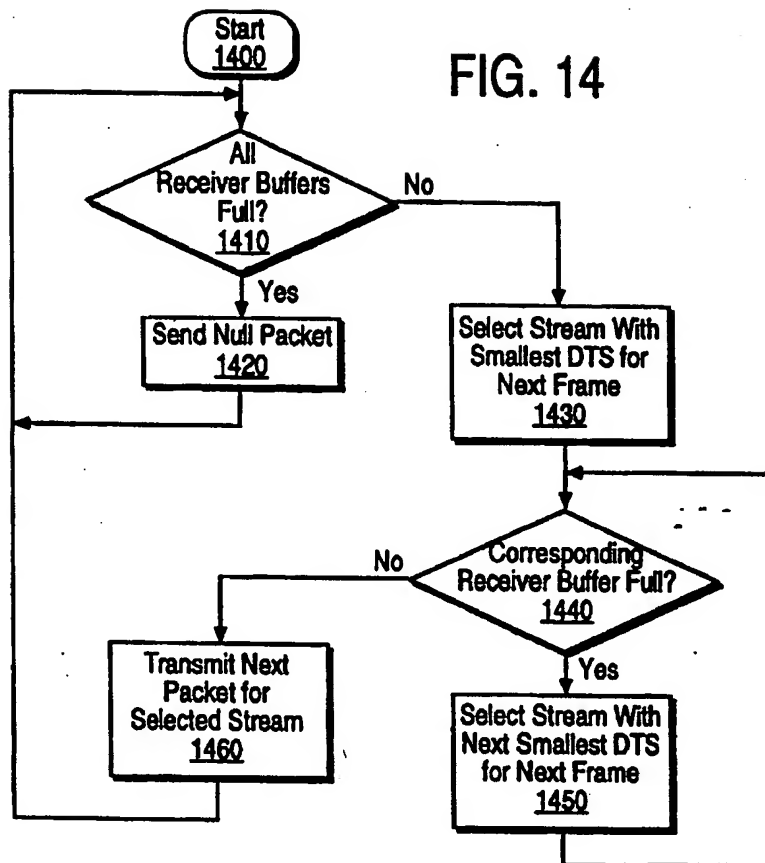 Start
1400
FIG. 14
All
Receiver Buffers
Full?
1410
No
Yes
Send Null Packet
1420
Select Stream With
Smallest DTS for
Next Frame
1430
Corresponding
Receiver Buffer Full?
1440
No
Yes
Transmit Next
Packet for
Selected Stream
1460
Select Stream With
Next Smallest DTS
for Next Frame
1450